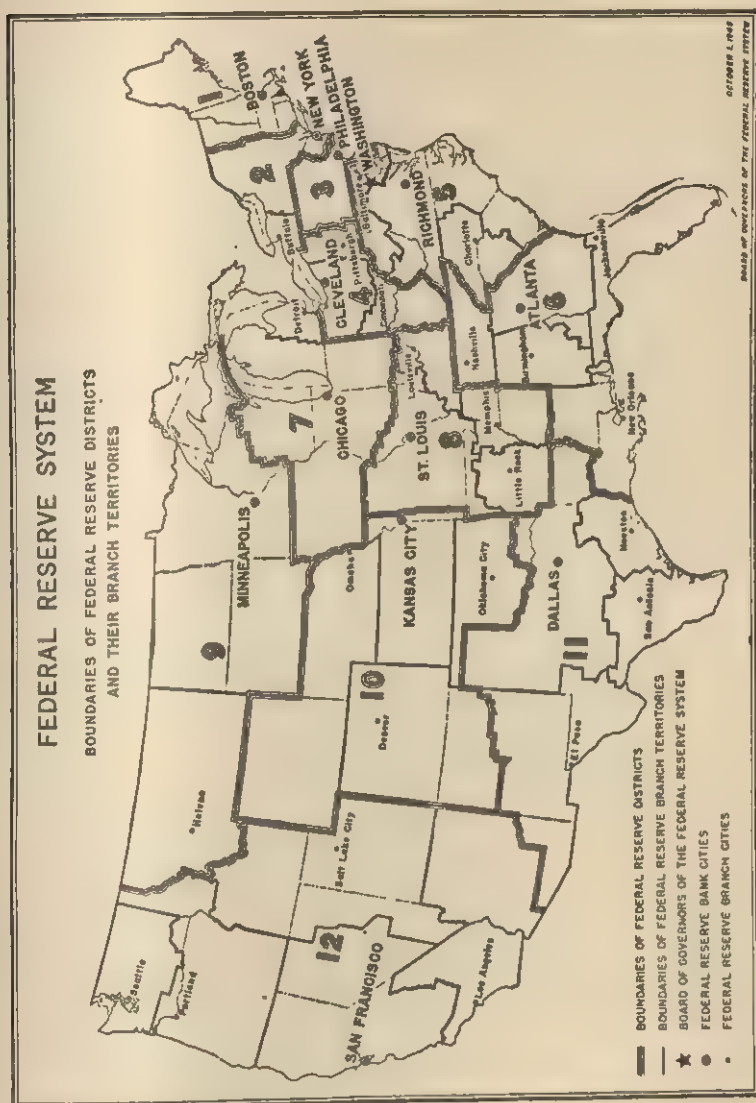 FEDERAL RESERVE SYSTEM
BOUNDARIES OF FEDERAL RESERVE DISTRICTS
AND THEIR BRANCH TERRITORIES
1
BOSTON
2
NEW YORK
Buffalo
3
PHILADELPHIA
4
CLEVELAND
Pittsburgh
Cincinnati
WASHINGTON
Baltimore
5
RICHMOND
Charlotte
6
ATLANTA
Nashville
Birmingham
Jacksonville
New Orleans
7
CHICAGO
Detroit
8
ST. LOUIS
Louisville
Memphis
Little Rock
9
MINNEAPOLIS
Helena
10
KANSAS CITY
Omaha
Denver
Oklahoma City
11
DALLAS
Houston
San Antonio
El Paso
12
SAN FRANCISCO
Seattle
Portland
Salt Lake City
Los Angeles
BOUNDARIES OF FEDERAL RESERVE DISTRICTS
BOUNDARIES OF FEDERAL RESERVE BRANCH TERRITORIES
BOARD OF GOVERNORS OF THE FEDERAL RESERVE SYSTEM
FEDERAL RESERVE BANK CITIES
FEDERAL RESERVE BRANCH CITIES
BOARD OF GOVERNORS OF THE FEDERAL RESERVE SYSTEM